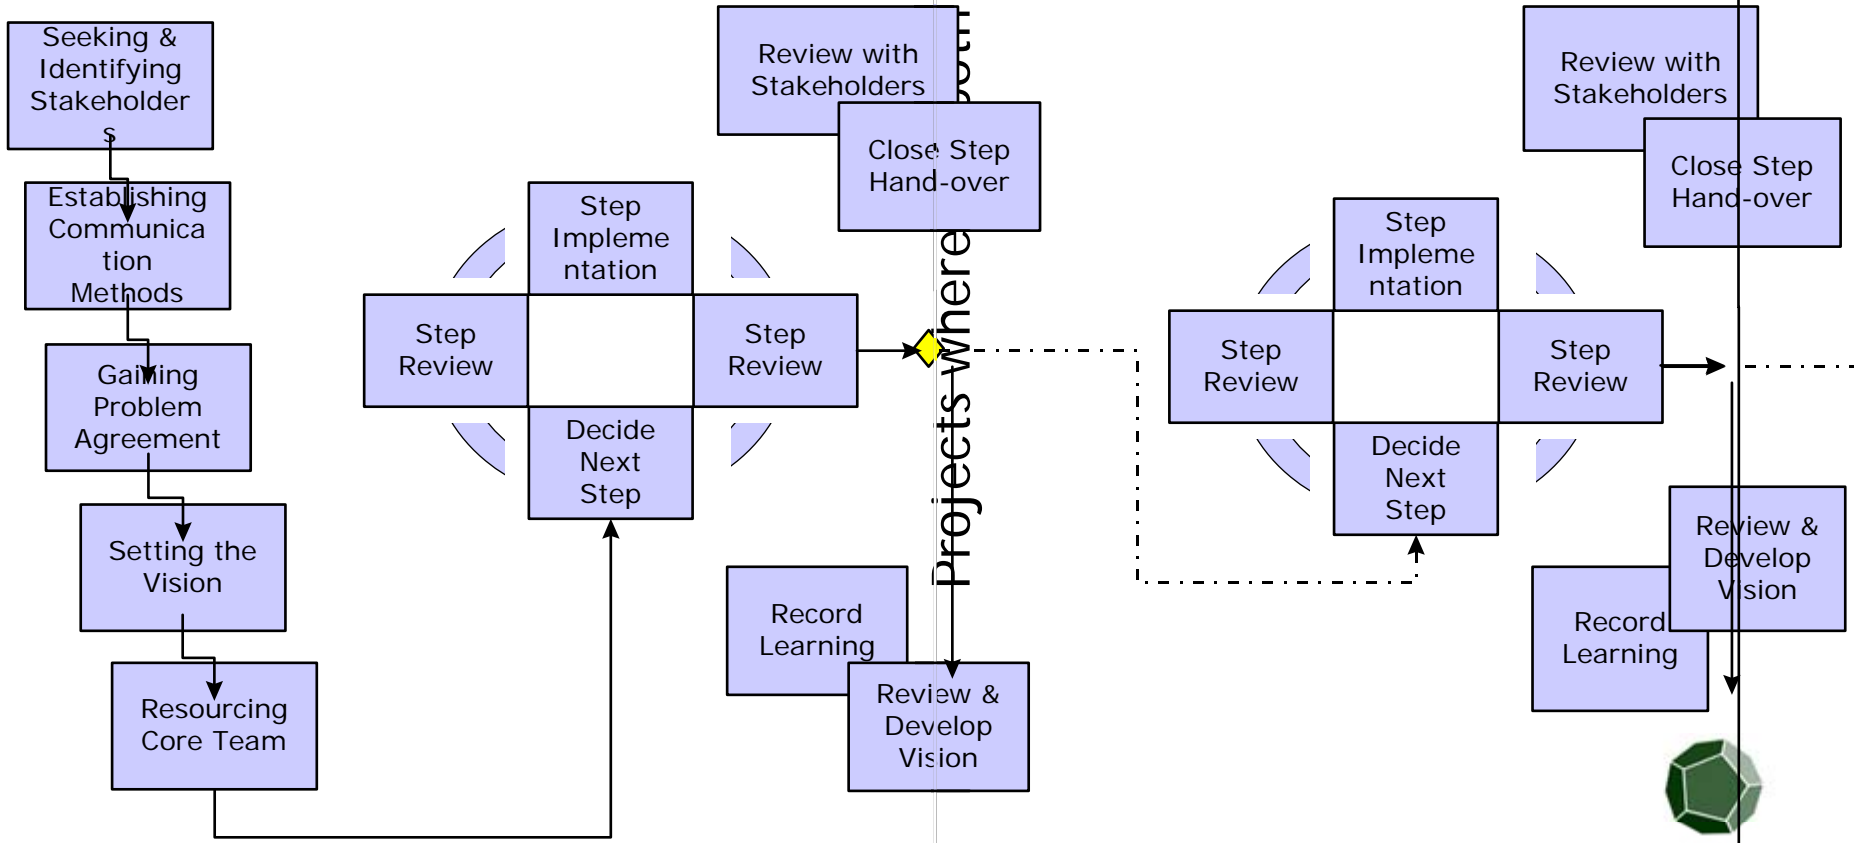 Seeking &
Identifying
Stakeholder
s
Establishing
Communica
tion
Methods
Gaining
Problem
Agreement
Setting the
Vision
Resourcing
Core Team
Step
Impleme
ntation
Step
Review
Step
Review
Decide
Next
Step
Review with
Stakeholders
Close Step
Hand-over
Projects where
Record
Learning
Review &
Develop
Vision
Step
Impleme
ntation
Step
Review
Step
Review
Decide
Next
Step
Review with
Stakeholders
Close Step
Hand-over
Review &
Develop
Vision
Record
Learning